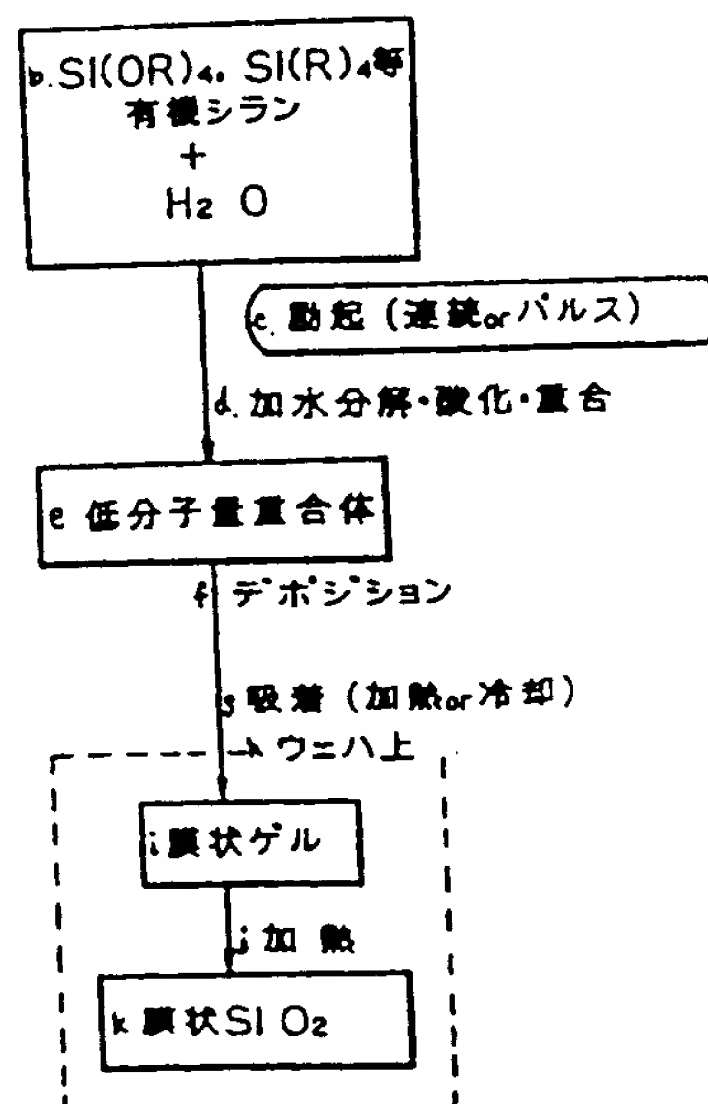 b. SI(OR)₄. SI(R)₄等
有機シラン
+
H₂ O
c. 励起 (連続orパルス)
d. 加水分解・酸化・重合
e 低分子量重合体
f デポジション
g 吸着 (加熱or冷却)
h ウェハ上
i 膜状ゲル
j 加熱
k 膜状SI O₂